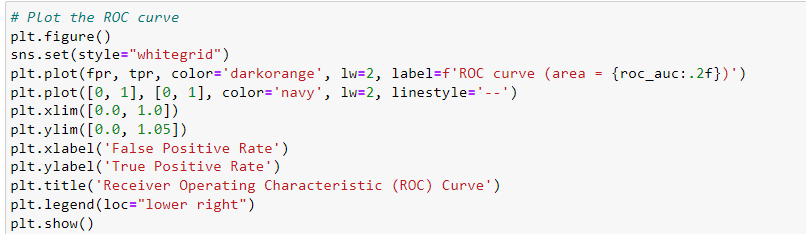 # Plot the ROC curve
plt.figure()
sns.set(style="whitegrid")
plt.plot(fpr, tpr, color='darkorange', lw=2, label=f'ROC curve (area = {roc_auc:.2f})')
plt.plot([0, 1], [0, 1], color='navy', lw=2, linestyle='--')
plt.xlim([0.0, 1.0])
plt.ylim([0.0, 1.05])
plt.xlabel('False Positive Rate')
plt.ylabel('True Positive Rate')
plt.title('Receiver Operating Characteristic (ROC) Curve')
plt.legend(loc="lower right")
plt.show()